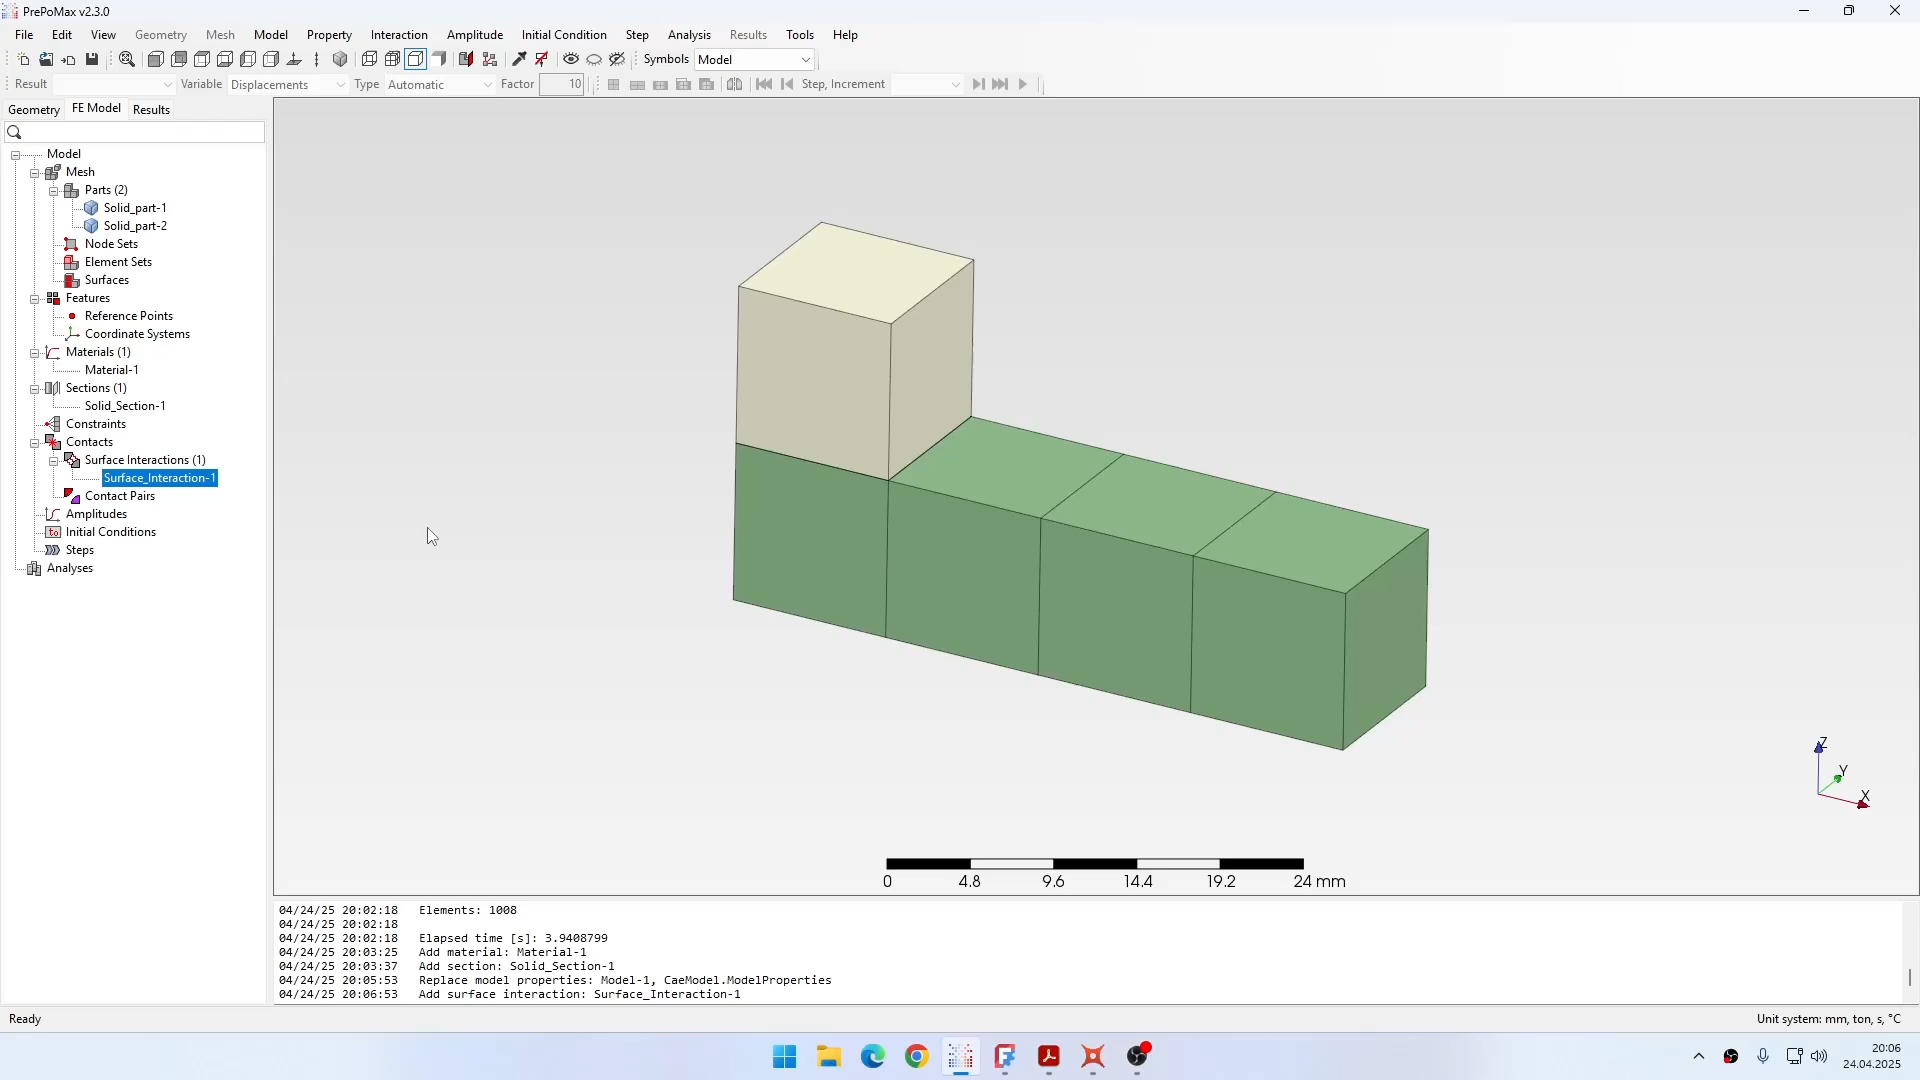 PrePoMax v2.3.0
File Edit View Geometry Mesh Model Property Interaction Amplitude Initial Condition Step Analysis Results Tools Help
Symbols Model
Result Variable Displacements Type Automatic Factor 10 Step, Increment
Geometry FE Model Results
Model
Mesh
Parts (2)
Solid_part-1
Solid_part-2
Node Sets
Element Sets
Surfaces
Features
Reference Points
Coordinate Systems
Materials (1)
Material-1
Sections (1)
Solid_Section-1
Constraints
Contacts
Surface Interactions (1)
Surface_Interaction-1
Contact Pairs
Amplitudes
Initial Conditions
Steps
Analyses
Z
Y
X
0 4.8 9.6 14.4 19.2 24 mm
04/24/25 20:02:18 Elements: 1008
04/24/25 20:02:18
04/24/25 20:02:18 Elapsed time [s]: 3.9408799
04/24/25 20:03:25 Add material: Material-1
04/24/25 20:03:37 Add section: Solid_Section-1
04/24/25 20:05:53 Replace model properties: Model-1, CaeModel.ModelProperties
04/24/25 20:06:53 Add surface interaction: Surface_Interaction-1
Ready Unit system: mm, ton, s, °C
20:06
24.04.2025